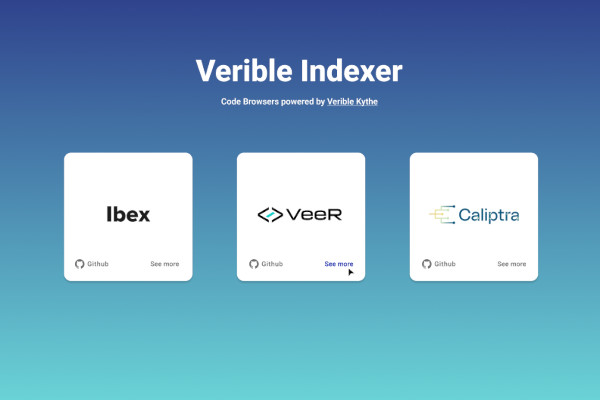 Verible Indexer
Code Browsers powered by Verible Kythe
Ibex
VeeR
Caliptra
Github See more
Github See more
Github See more